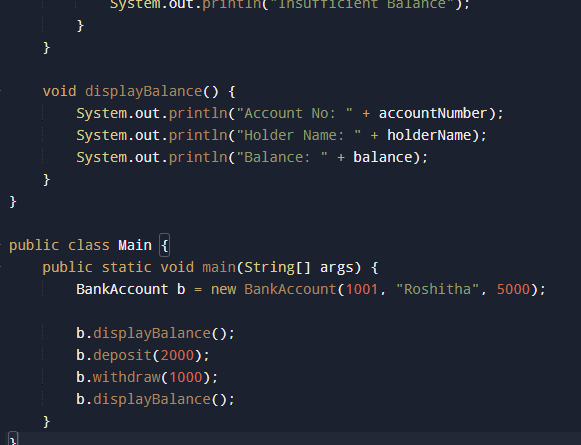 System.out.println("Insufficient Balance");
}
}
void displayBalance() {
System.out.println("Account No: " + accountNumber);
System.out.println("Holder Name: " + holderName);
System.out.println("Balance: " + balance);
}
}
public class Main {
public static void main(String[] args) {
BankAccount b = new BankAccount(1001, "Roshitha", 5000);
b.displayBalance();
b.deposit(2000);
b.withdraw(1000);
b.displayBalance();
}
}